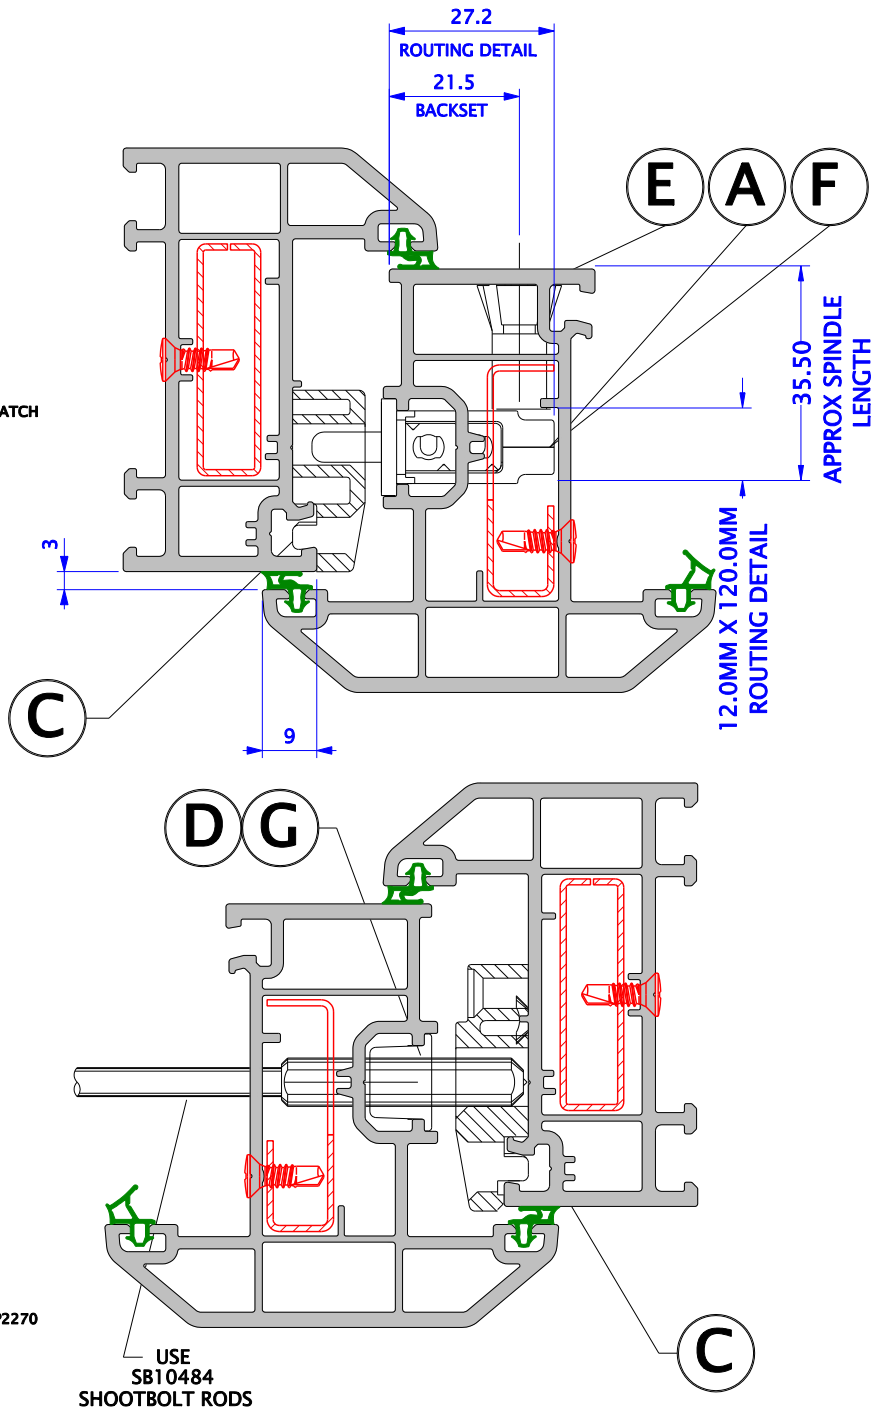 27.2
ROUTING DETAIL
21.5
BACKSET
E A F
35.50
APPROX SPINDLE
LENGTH
ATCH
3
12.0MM X 120.0MM
ROUTING DETAIL
C
9
D G
2270
USE
SB10484
SHOOTBOLT RODS
C